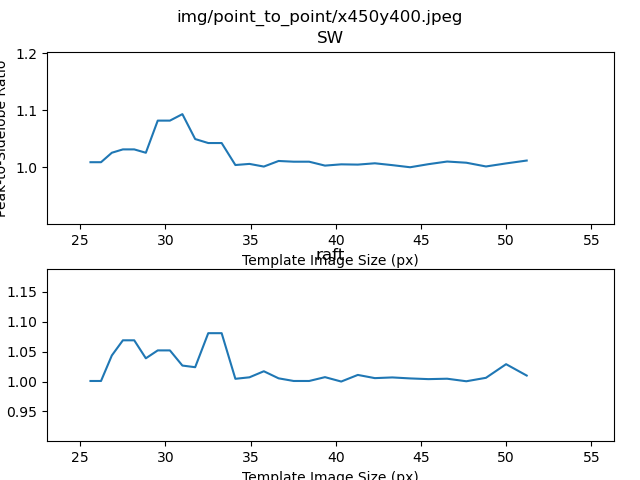 img/point_to_point/x450y400.jpeg
SW
Peak-to-Sidelobe Ratio
1.2
1.1
1.0
25 30 35 40 45 50 55
Template Image Size (px)
raft
1.15
1.10
1.05
1.00
0.95
25 30 35 40 45 50 55
Template Image Size (px)